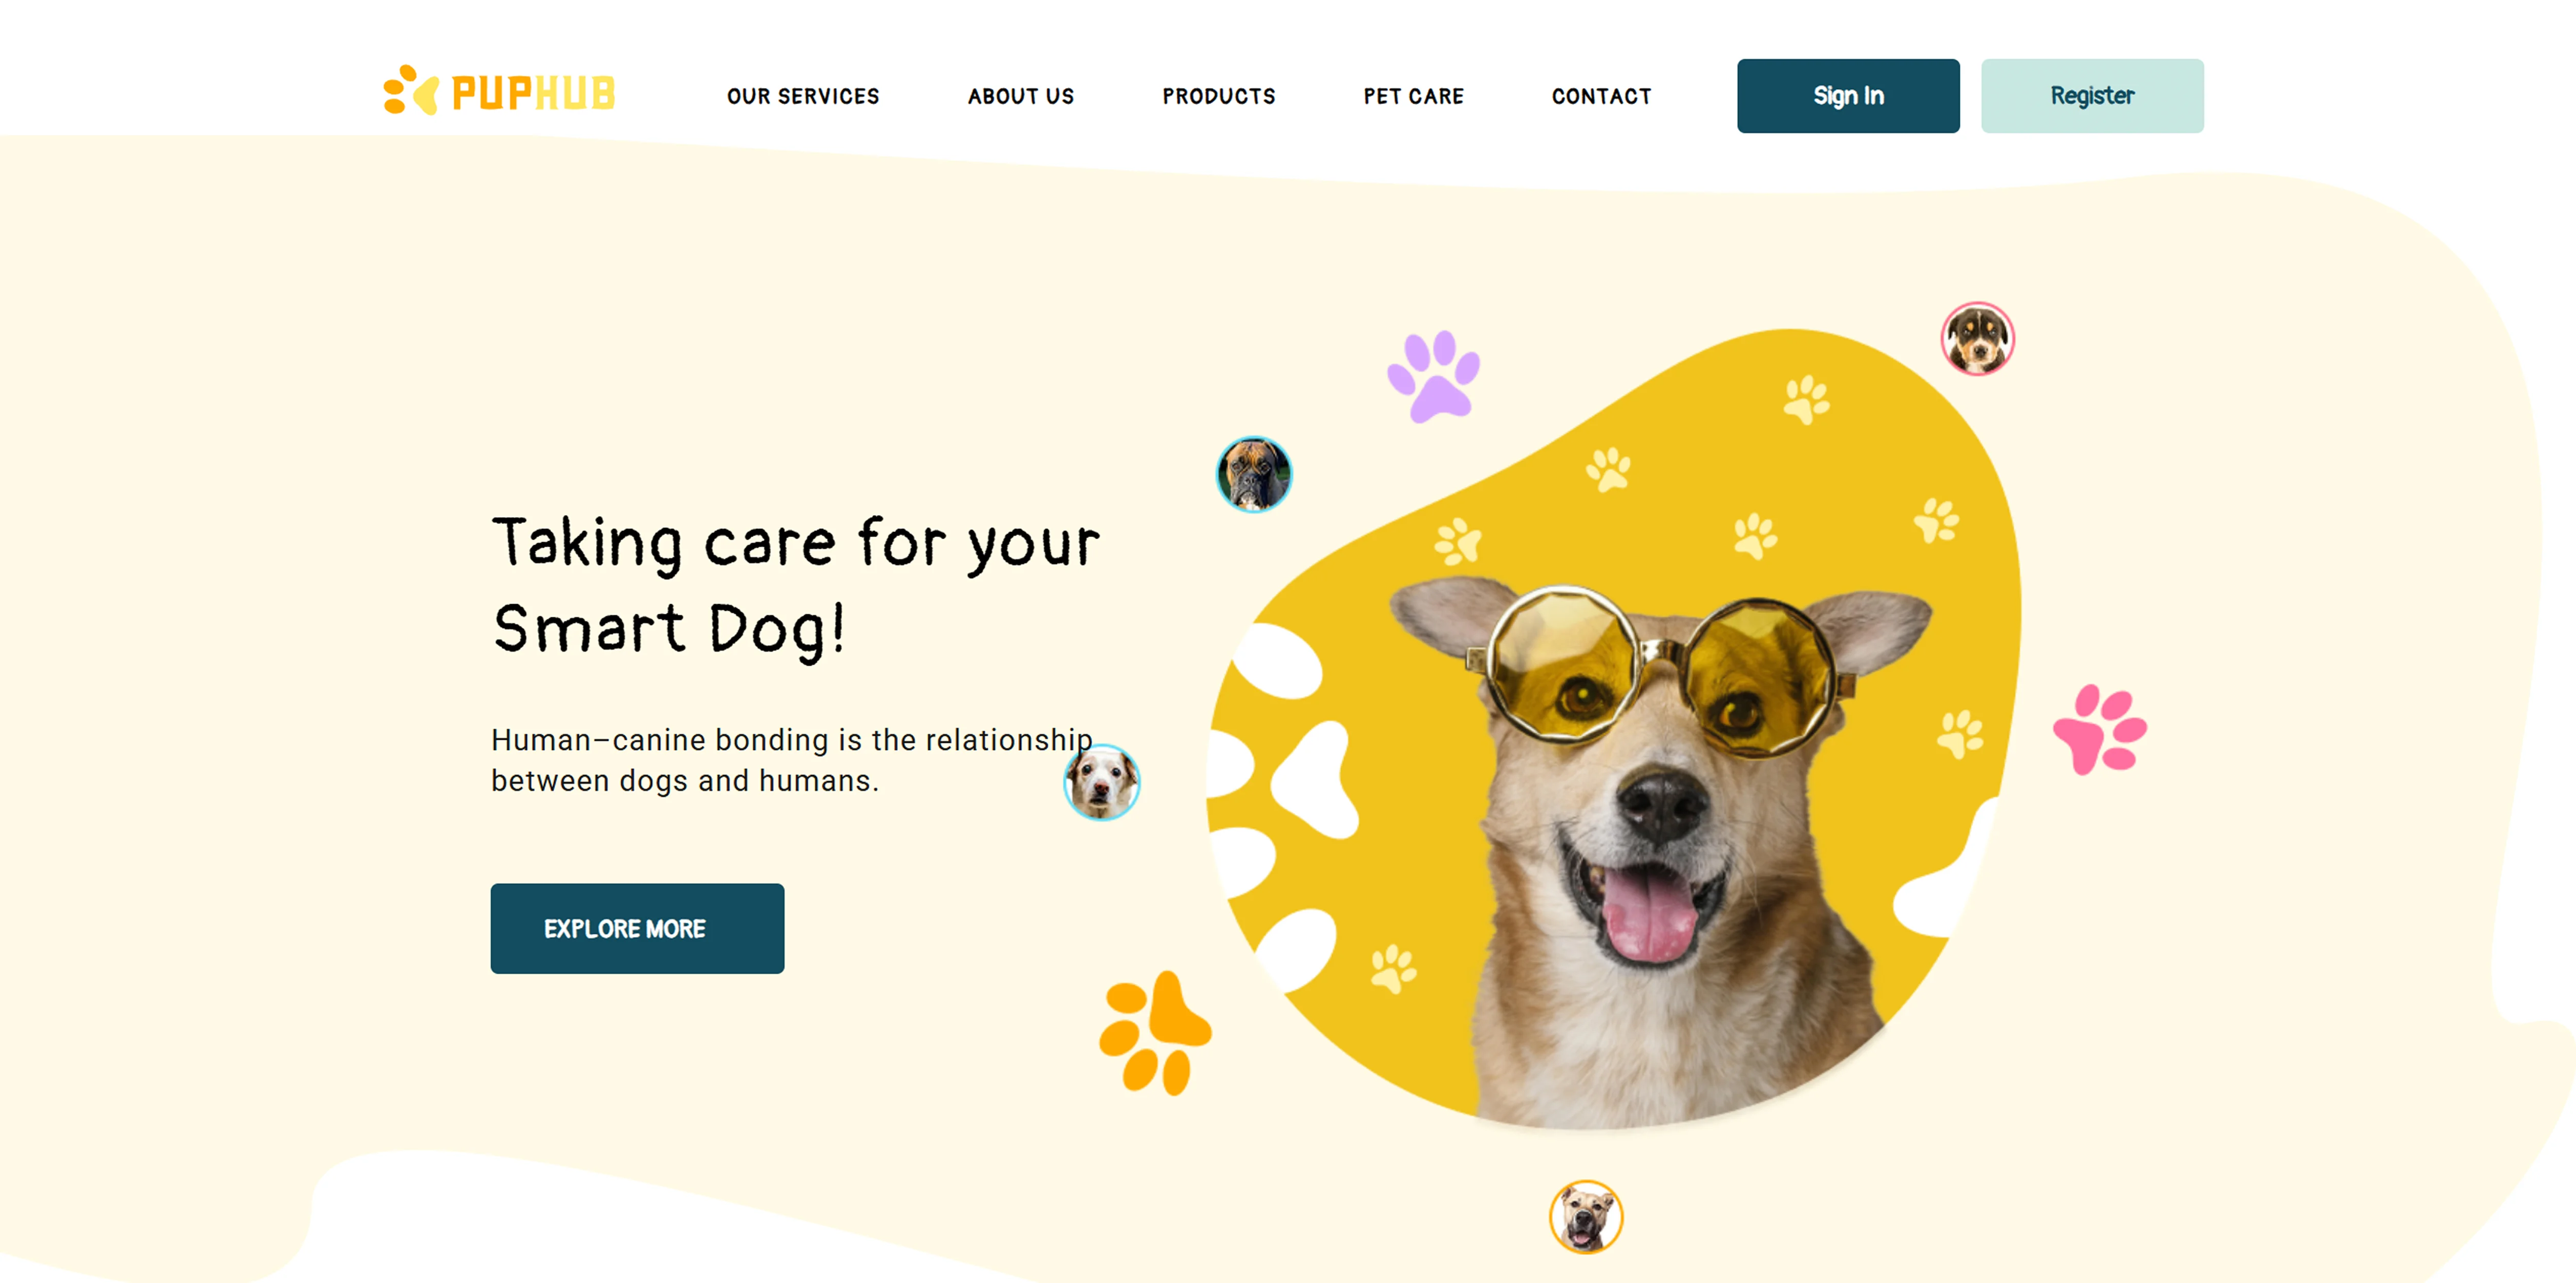 PUPHUB
OUR SERVICES
ABOUT US
PRODUCTS
PET CARE
CONTACT
Sign In
Register
Taking care for your
Smart Dog!
Human–canine bonding is the relationship
between dogs and humans.
EXPLORE MORE